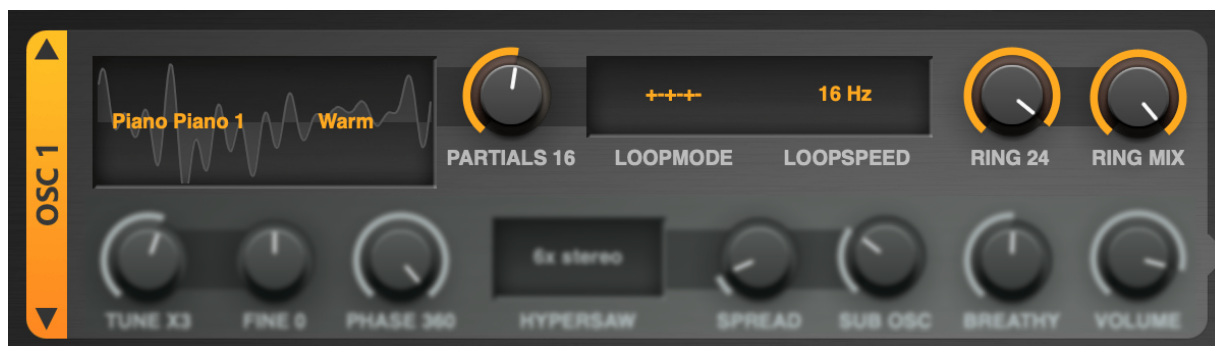 OSC 1
Piano Piano 1 Warm
+-+-+- 16 Hz
PARTIALS 16 LOOPMODE LOOPSPEED RING 24 RING MIX
6x stereo
TUNE X3 FINE 0 PHASE 360 HYPERSAW SPREAD SUB OSC BREATHY VOLUME